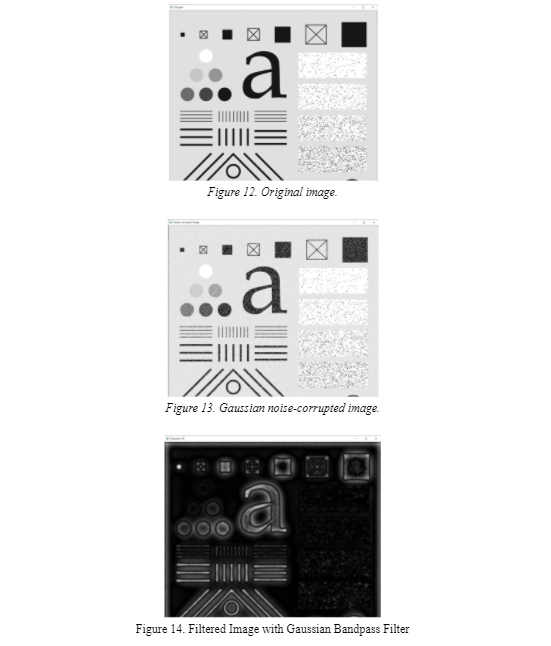 a
Figure 12. Original image.
a
Figure 13. Gaussian noise-corrupted image.
a
Figure 14. Filtered Image with Gaussian Bandpass Filter